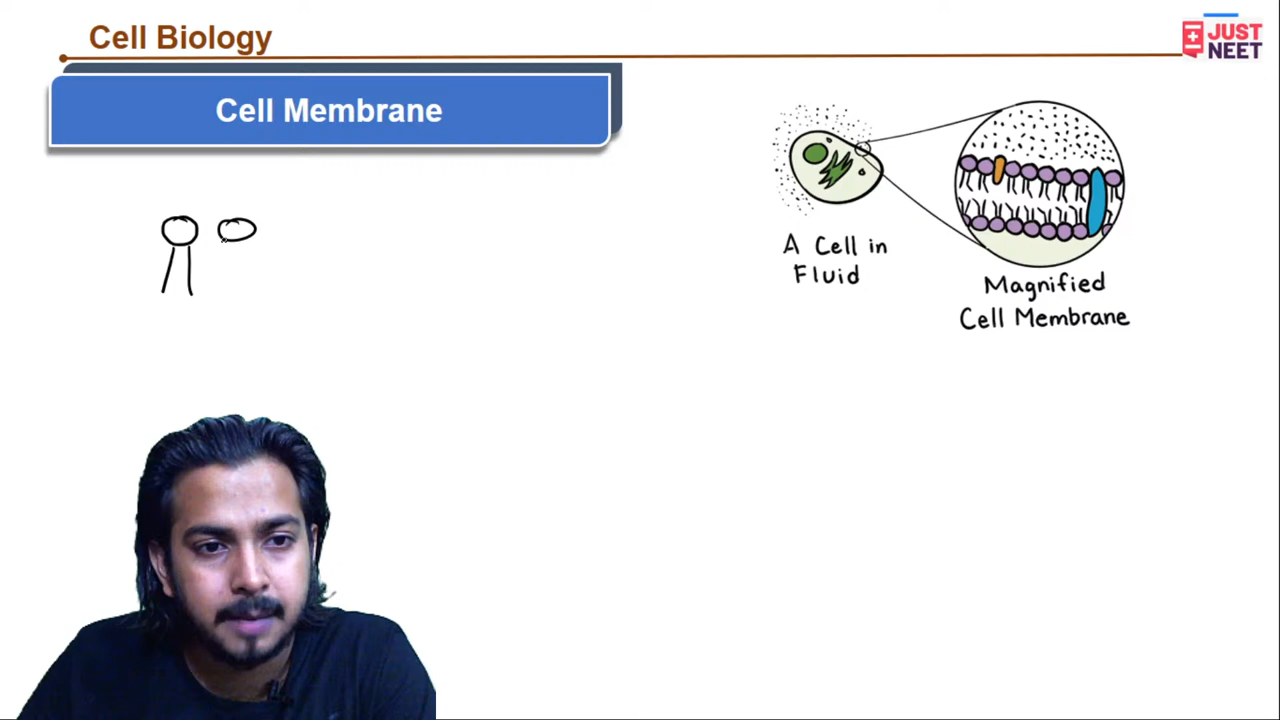 Cell Biology
JUST
NEET
Cell Membrane
A Cell in
Fluid
Magnified
Cell Membrane